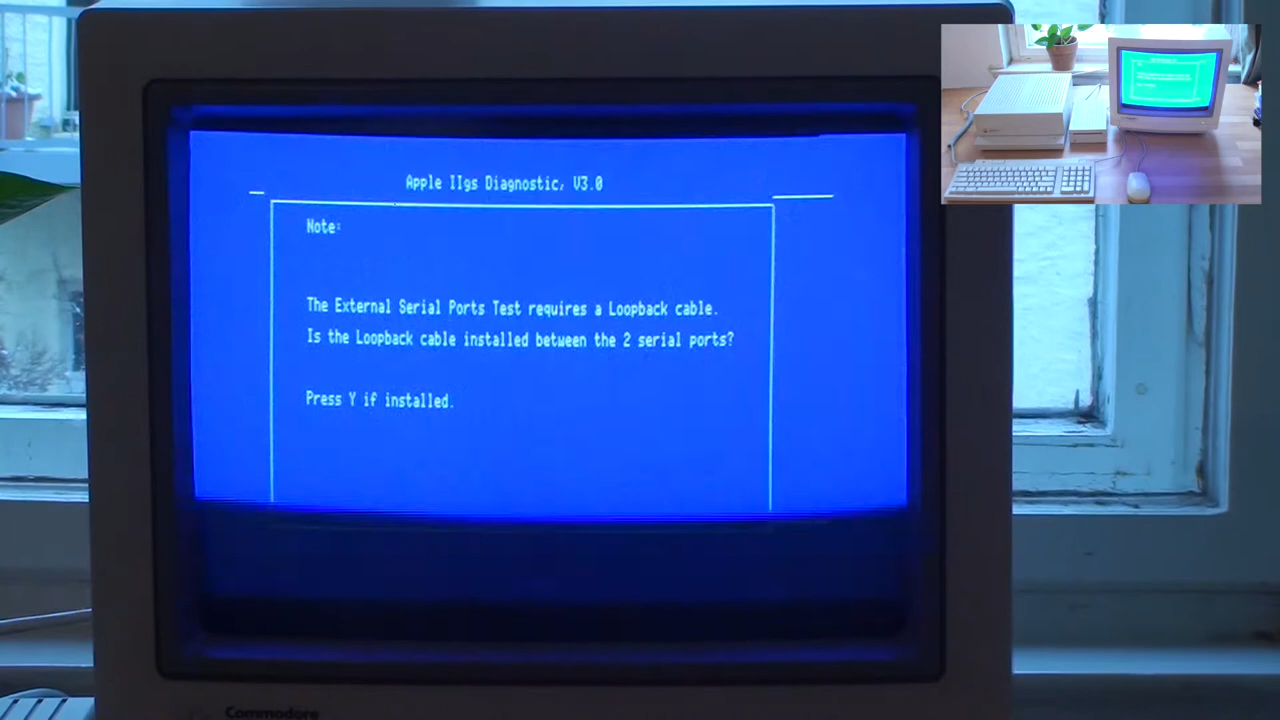 Apple IIgs Diagnostic, V3.0
Note:
The External Serial Ports Test requires a Loopback cable.
Is the Loopback cable installed between the 2 serial ports?
Press Y if installed.
Commodore